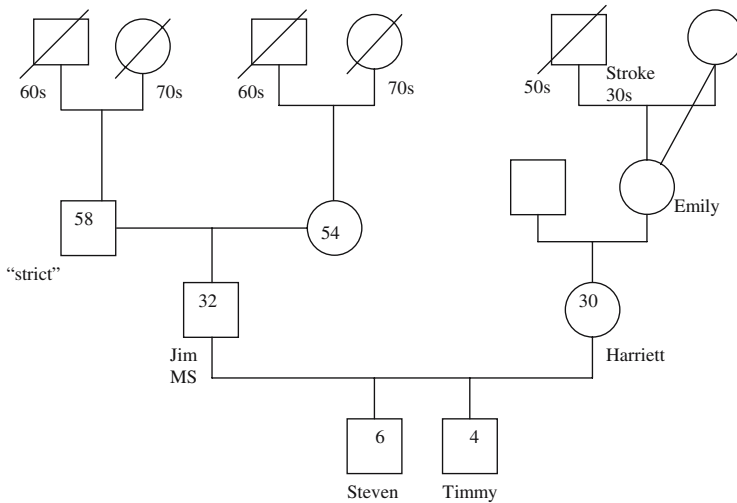 60s
70s
60s
70s
50s
Stroke
30s
58
"strict"
54
Emily
32
Jim
MS
30
Harriett
6
Steven
4
Timmy